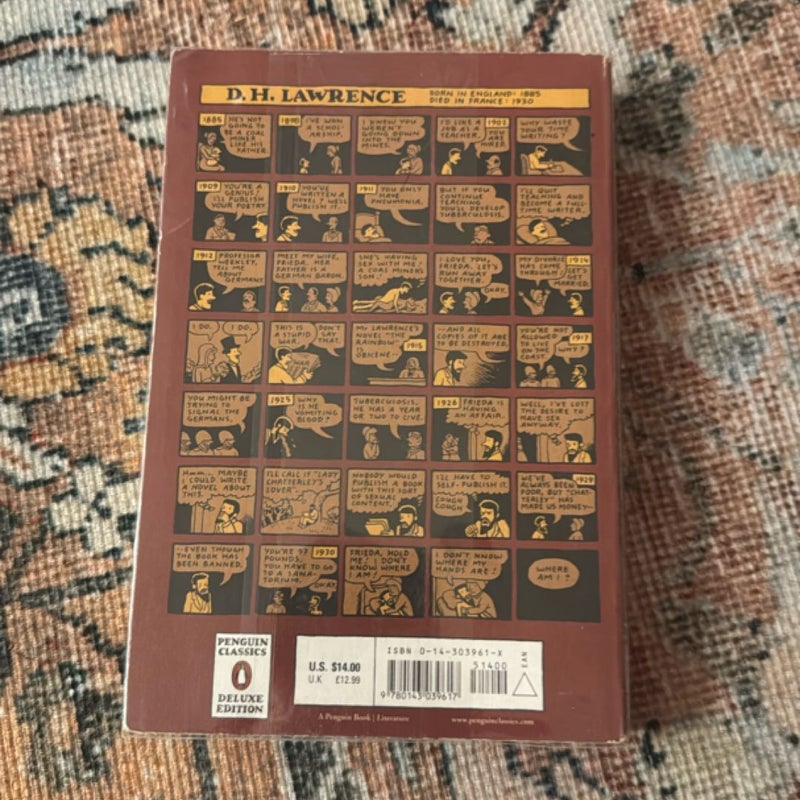 D. H. LAWRENCE
BORN IN ENGLAND: 1885
DIED IN FRANCE: 1930
1885
HE'S NOT
GOING TO
BE A COAL
MINER
LIKE HIS
FATHER
1898
I'VE WON
A SCHOL-
ARSHIP.
I KNEW YOU
WEREN'T
GOING DOWN
INTO THE
MINES.
I'D LIKE A
JOB AS A
TEACHER.
1902
YOU ARE
HIRED
WHY WASTE
YOUR TIME
WRITING?
1909
YOU'RE A
GENIUS!
I'LL PUBLISH
YOUR POETRY
1910
YOU'VE
WRITTEN A
NOVEL? WE'LL
PUBLISH IT.
1911
YOU ONLY
HAVE
PNEUMONIA.
BUT IF YOU
CONTINUE
TEACHING
YOU'LL DEVELOP
TUBERCULOSIS.
I'LL QUIT
TEACHING AND
BECOME A FULL-
TIME WRITER.
1912
PROFESSOR
WEEKLEY,
TELL ME
ABOUT
GERMANY
MEET MY WIFE,
FRIEDA. HER
FATHER IS A
GERMAN BARON.
SHE'S HAVING
SEX WITH ME!
A COAL MINER'S
SON!
I LOVE YOU,
FRIEDA. LET'S
RUN AWAY
TOGETHER.
OKAY.
MY DIVORCE
HAS COME
THROUGH!
1914
LET'S
GET
MARRIED.
I DO.
I DO.
THIS IS
A STUPID
WAR.
DON'T
SAY
THAT.
MR LAWRENCE'S
NOVEL "THE
RAINBOW"
IS
OBSCENE--
1915
--AND ALL
COPIES OF IT ARE
TO BE DESTROYED.
YOU'RE NOT
ALLOWED
TO LIVE
ON THE
COAST.
1917
WHY?
YOU MIGHT BE
TRYING TO
SIGNAL THE
GERMANS.
1925
WHY
IS HE
VOMITING
BLOOD?
TUBERCULOSIS.
HE HAS A YEAR
OR TWO TO LIVE.
1926
FRIEDA IS
HAVING
AN AFFAIR.
WELL, I'VE LOST
THE DESIRE TO
HAVE SEX
ANYWAY.
MAYBE
I COULD WRITE
A NOVEL ABOUT
THIS.
I'LL CALL IT "LADY
CHATTERLEY'S
LOVER".
NOBODY WOULD
PUBLISH A BOOK
WITH THIS SORT
OF SEXUAL
CONTENT.
I'LL HAVE TO
SELF-PUBLISH IT.
COUGH
COUGH
WE'VE
ALWAYS BEEN
POOR, BUT "CHAT-
TERLEY" HAS
MADE US MONEY--
1929
--EVEN THOUGH
THE BOOK HAS
BEEN BANNED.
YOU'RE 97
POUNDS.
YOU HAVE TO GO
TO A SANA-
TORIUM.
1930
OKAY.
FRIEDA, HOLD
ME! I DON'T
KNOW WHERE
I AM!
I DON'T KNOW
WHERE MY
HANDS ARE!
WHERE
AM I?
PENGUIN
CLASSICS
DELUXE
EDITION
U.S. $14.00
U.K £12.99
ISBN 0-14-303961-X
51400
EAN
9 780143 039617
A Penguin Book | Literature
www.penguinclassics.com